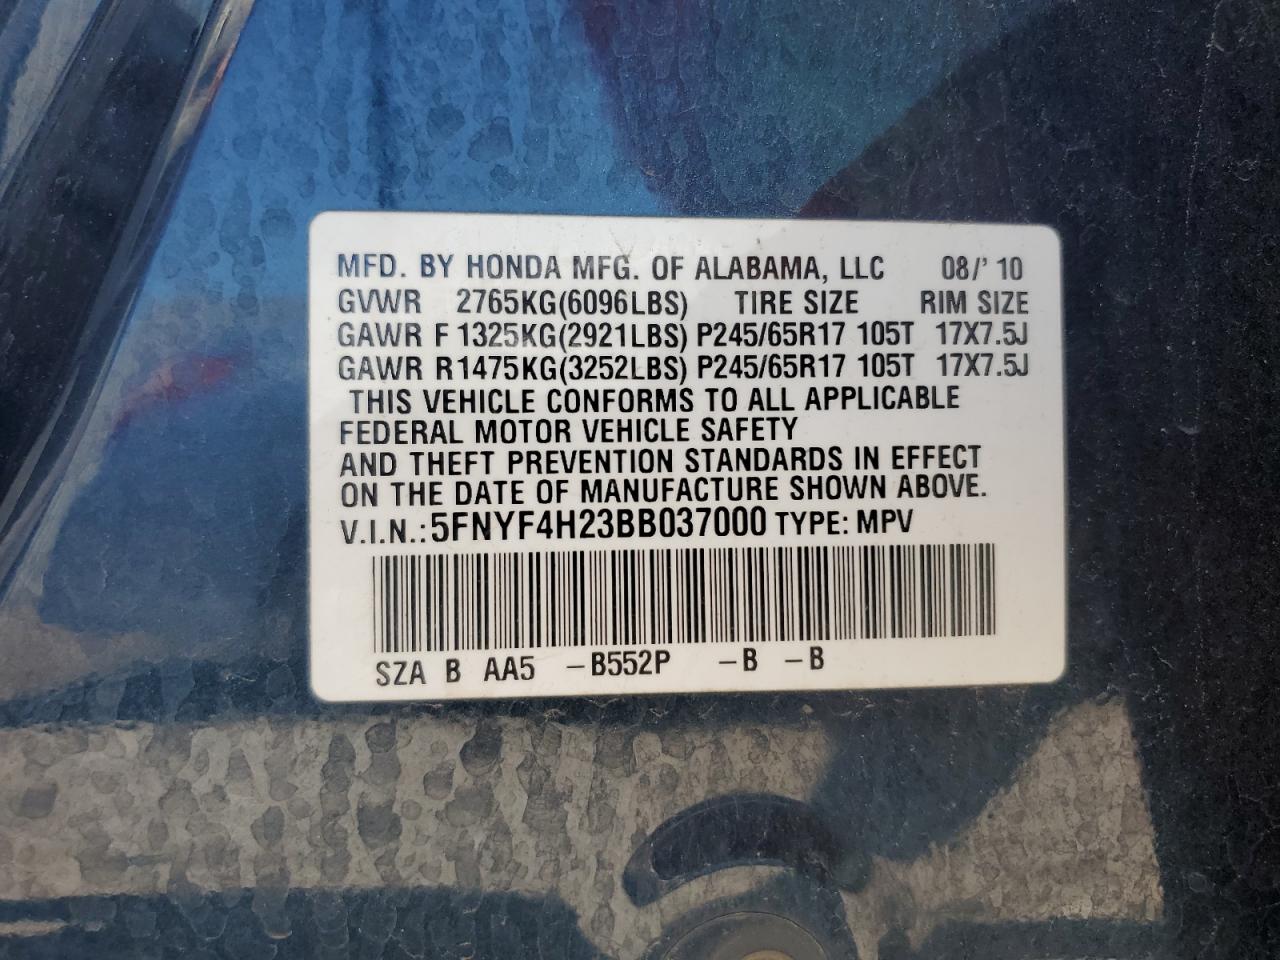 MFD. BY HONDA MFG. OF ALABAMA, LLC 08/'10
GVWR 2765KG(6096LBS) TIRE SIZE RIM SIZE
GAWR F 1325KG(2921LBS) P245/65R17 105T 17X7.5J
GAWR R1475KG(3252LBS) P245/65R17 105T 17X7.5J
THIS VEHICLE CONFORMS TO ALL APPLICABLE
FEDERAL MOTOR VEHICLE SAFETY
AND THEFT PREVENTION STANDARDS IN EFFECT
ON THE DATE OF MANUFACTURE SHOWN ABOVE.
V.I.N.: 5FNYF4H23BB037000 TYPE: MPV
SZA B AA5 -B552P -B -B